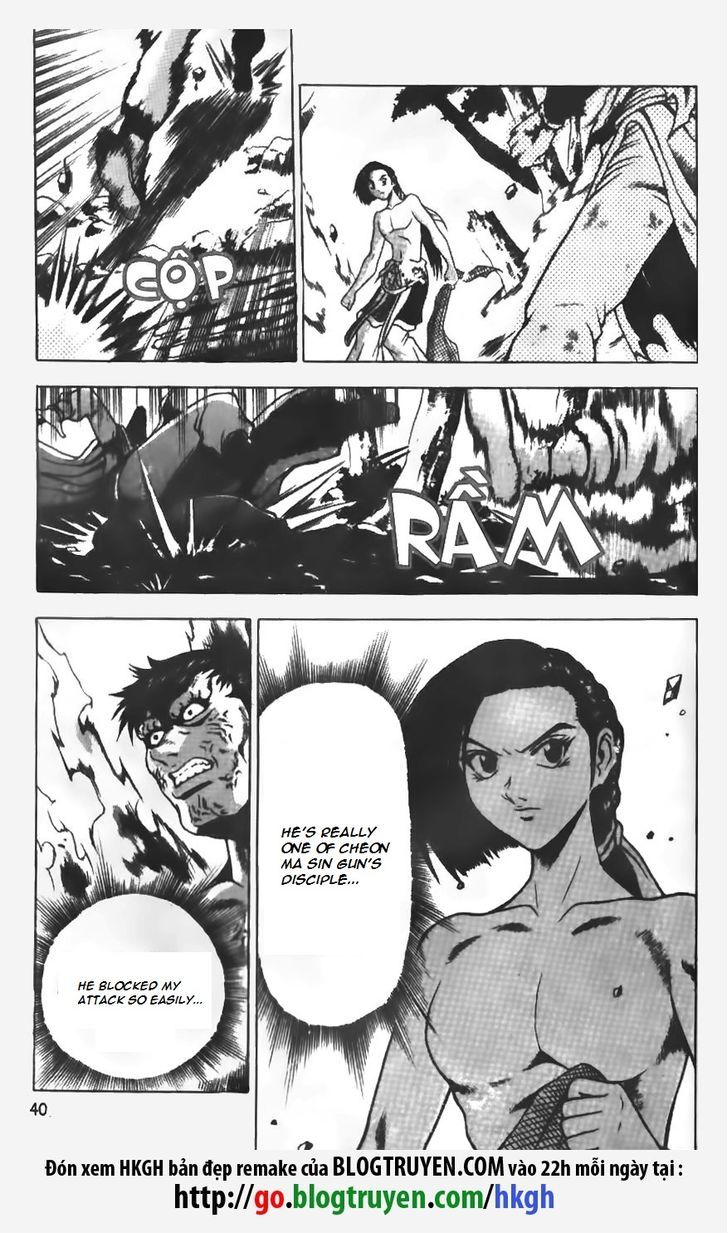 CỘP
RẦM
HE BLOCKED MY
ATTACK SO EASILY...
HE'S REALLY
ONE OF CHEON
MA SIN GUN'S
DISCIPLE...
40
Đón xem HKGH bản đẹp remake của BLOGTRUYEN.COM vào 22h mỗi ngày tại :
http://go.blogtruyen.com/hkgh